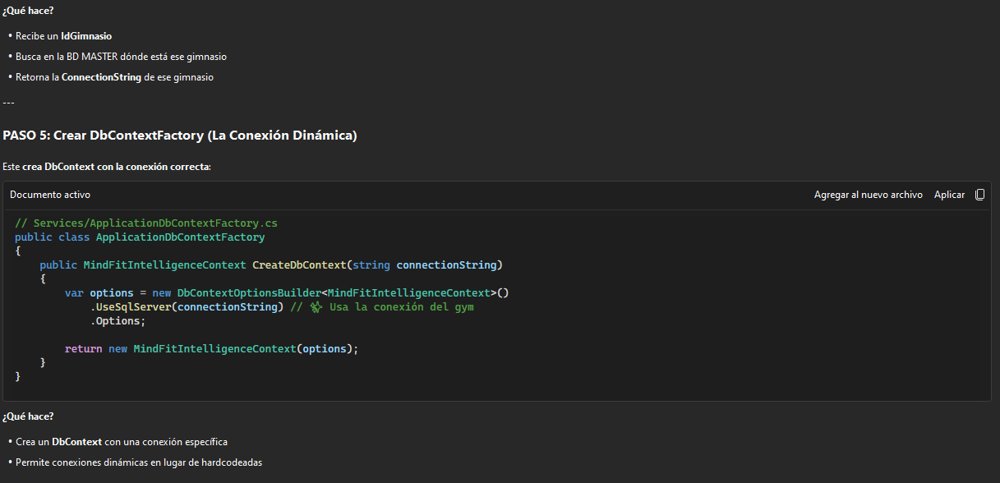 ¿Qué hace?
• Recibe un IdGimnasio
• Busca en la BD MASTER dónde está ese gimnasio
• Retorna la ConnectionString de ese gimnasio
---
PASO 5: Crear DbContextFactory (La Conexión Dinámica)
Este crea DbContext con la conexión correcta:
Documento activo Agregar al nuevo archivo Aplicar
// Services/ApplicationDbContextFactory.cs
public class ApplicationDbContextFactory
{
    public MindFitIntelligenceContext CreateDbContext(string connectionString)
    {
        var options = new DbContextOptionsBuilder<MindFitIntelligenceContext>()
            .UseSqlServer(connectionString) // ✨ Usa la conexión del gym
            .Options;
        return new MindFitIntelligenceContext(options);
    }
}
¿Qué hace?
• Crea un DbContext con una conexión específica
• Permite conexiones dinámicas en lugar de hardcodeadas